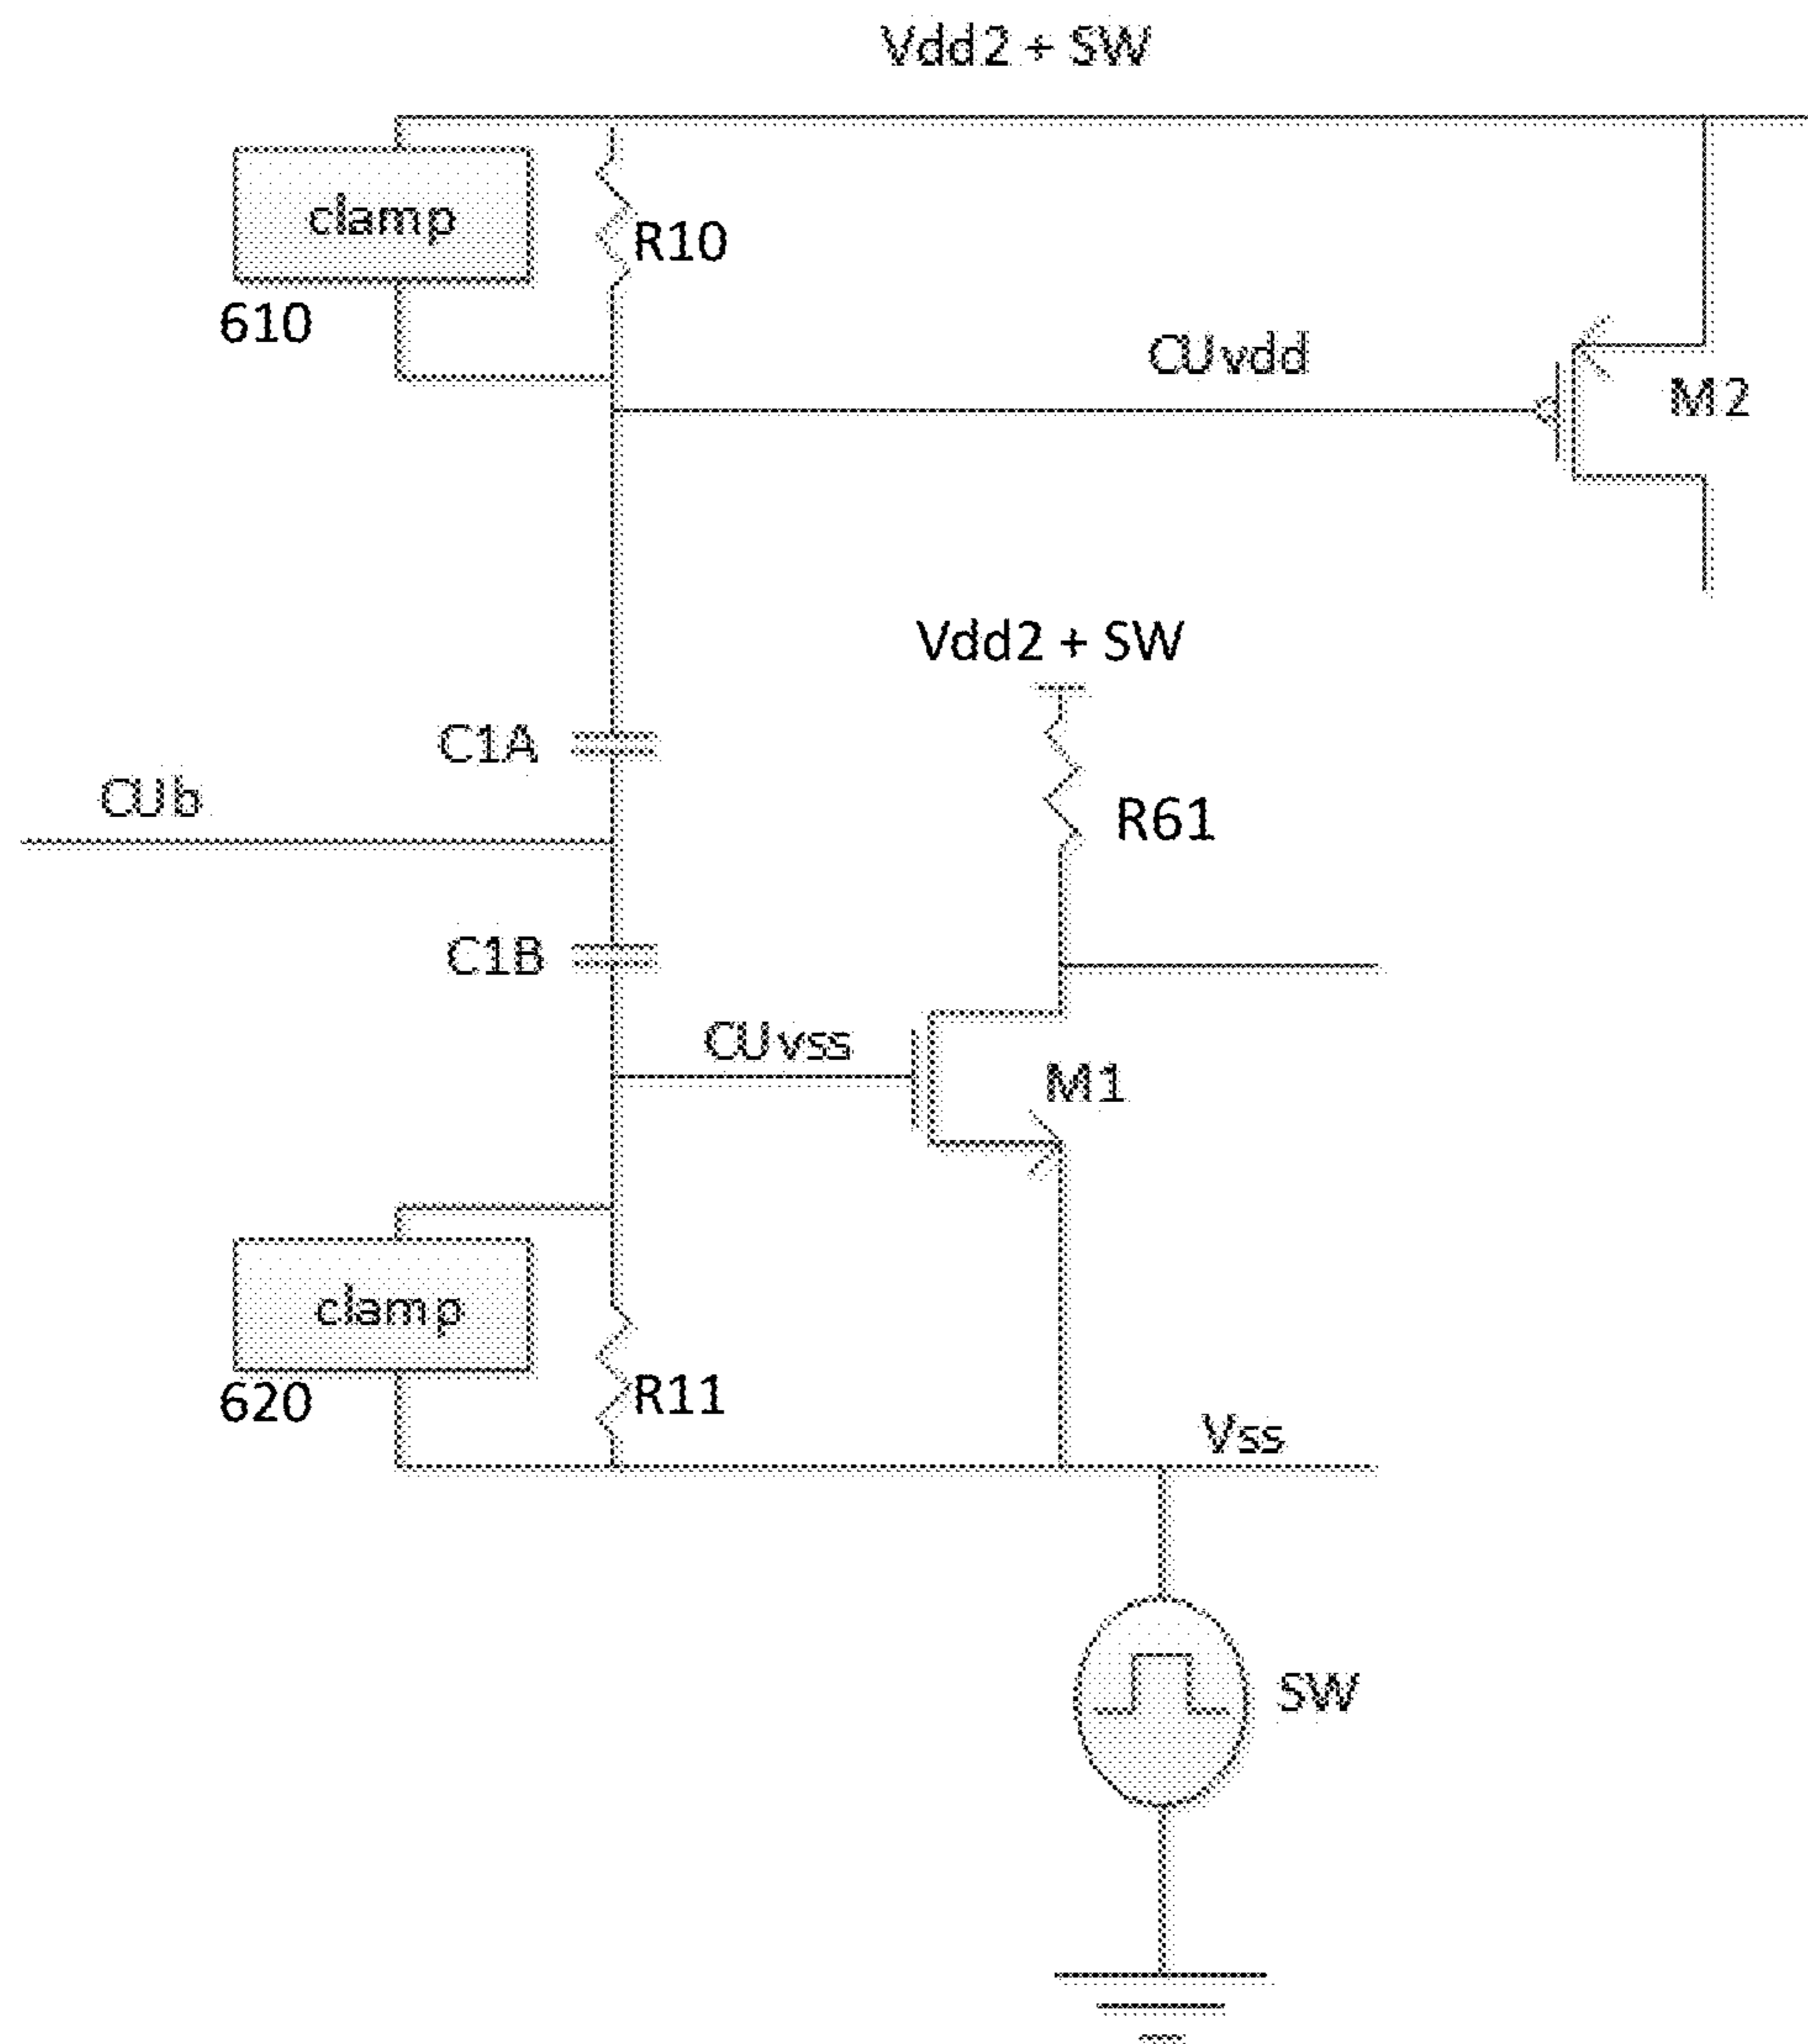 Vdd2 + SW
clamp
R10
610
CUvdd
M2
Vdd2 + SW
C1A
CUb
R61
C1B
CUvss
M1
clamp
620
R11
Vss
SW